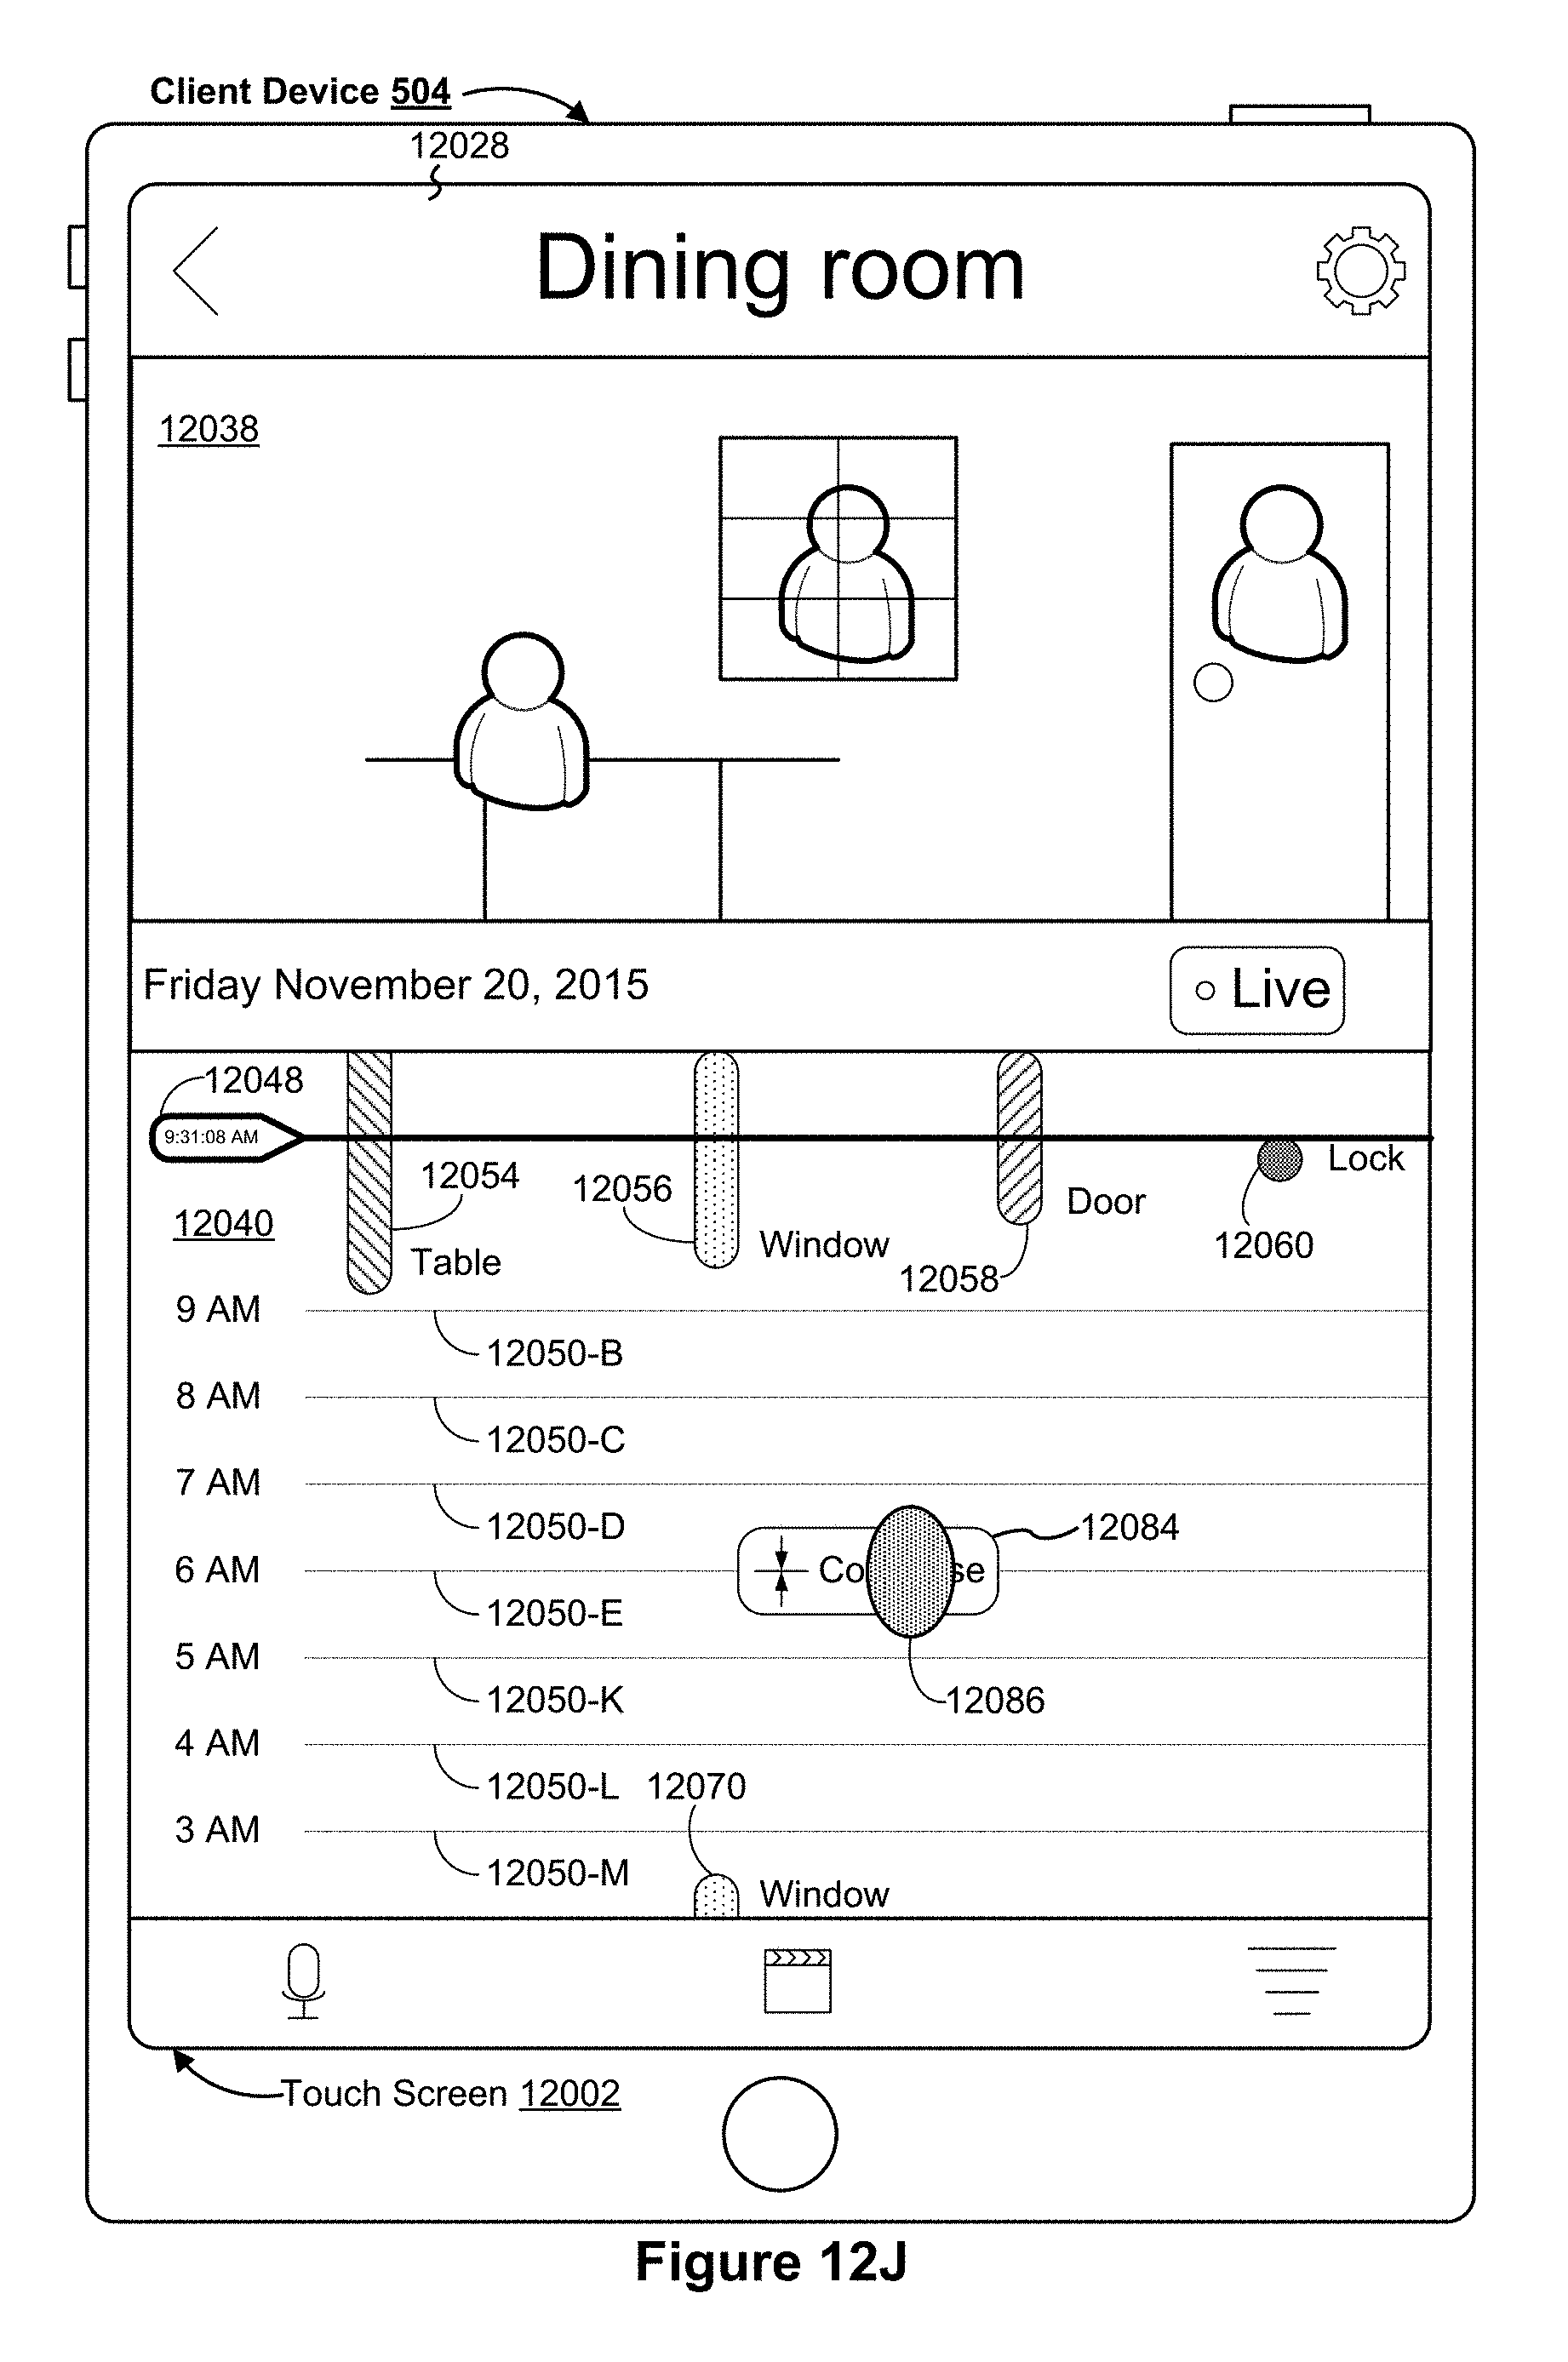 Client Device 504
12028
Dining room
12038
Friday November 20, 2015
Live
12048
9:31:08 AM
Lock
12054
12056
Door
12040
Window
12060
Table
12058
9 AM
12050-B
8 AM
12050-C
7 AM
12050-D
12084
6 AM
Co se
12050-E
5 AM
12050-K
12086
4 AM
12050-L
12070
3 AM
12050-M
Window
Touch Screen 12002
Figure 12J